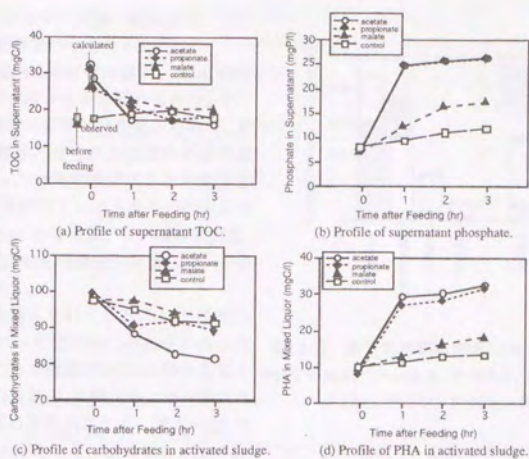 TOC in Supernatant (mgC/l)
40
30
20
10
0
calculated
acetate
propionate
malate
control
observed
before
feeding
0 1 2 3
Time after Feeding (hr)
(a) Profile of supernatant TOC.
Phosphate in Supernatant (mgP/l)
30
25
20
15
10
5
0
acetate
propionate
malate
control
0 1 2 3
Time after Feeding (hr)
(b) Profile of supernatant phosphate.
Carbohydrates in Mixed Liquor (mgC/l)
110
100
90
80
70
acetate
propionate
malate
control
0 1 2 3
Time after Feeding (hr)
(c) Profile of carbohydrates in activated sludge.
PHA in Mixed Liquor (mgC/l)
40
30
20
10
0
acetate
propionate
malate
control
0 1 2 3
Time after Feeding (hr)
(d) Profile of PHA in activated sludge.